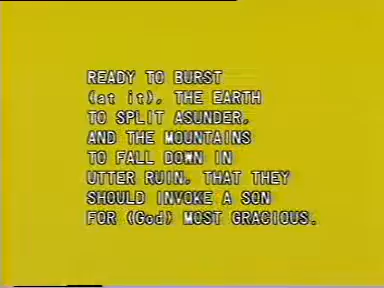 READY TO BURST
(at it), THE EARTH
TO SPLIT ASUNDER,
AND THE MOUNTAINS
TO FALL DOWN IN
UTTER RUIN, THAT THEY
SHOULD INVOKE A SON
FOR (God) MOST GRACIOUS.